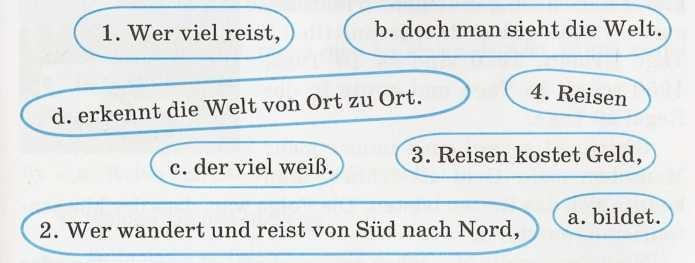 1. Wer viel reist,
b. doch man sieht die Welt.
d. erkennt die Welt von Ort zu Ort.
4. Reisen
c. der viel weiß.
3. Reisen kostet Geld,
2. Wer wandert und reist von Süd nach Nord,
a. bildet.